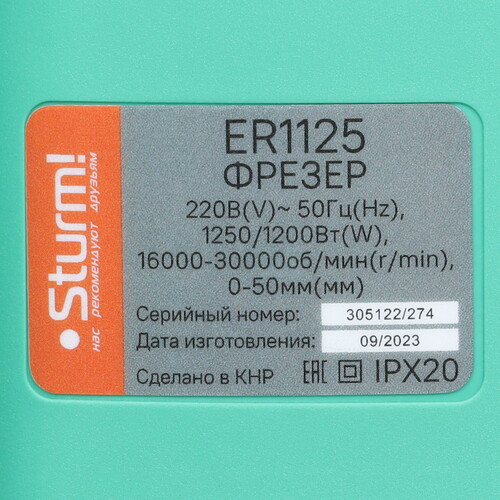 •Sturm!
нас рекомендуют друзьям
ER1125
ФРЕЗЕР
220В(V)~ 50Гц(Hz),
1250/1200Вт(W),
16000-30000об/мин(r/min),
0-50мм(мм)
Серийный номер: 305122/274
Дата изготовления: 09/2023
Сделано в КНР EAC IPX20